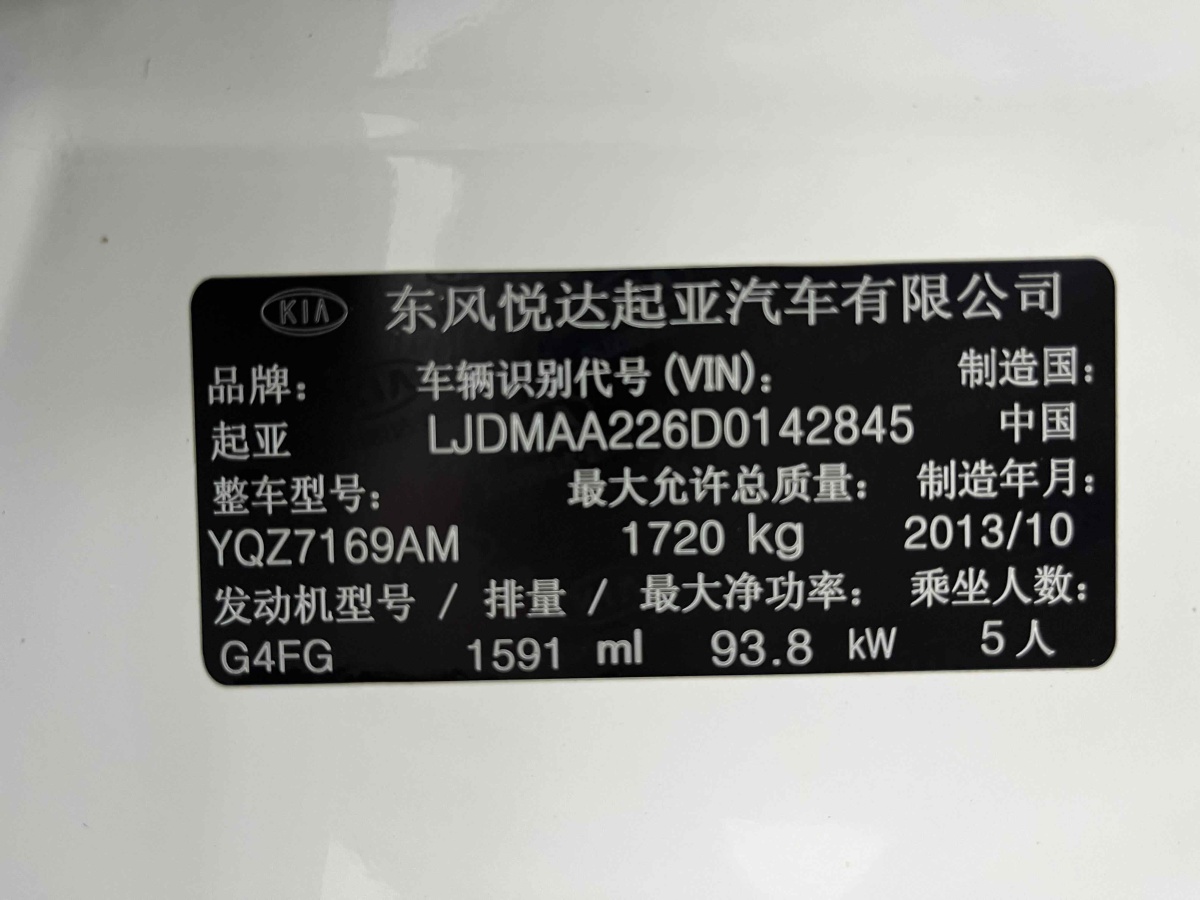 KIA 东风悦达起亚汽车有限公司
品牌： 车辆识别代号(VIN)： 制造国：
起亚 LJDMAA226D0142845 中国
整车型号： 最大允许总质量： 制造年月：
YQZ7169AM 1720 kg 2013/10
发动机型号 / 排量 / 最大净功率： 乘坐人数：
G4FG 1591 ml 93.8 kW 5人